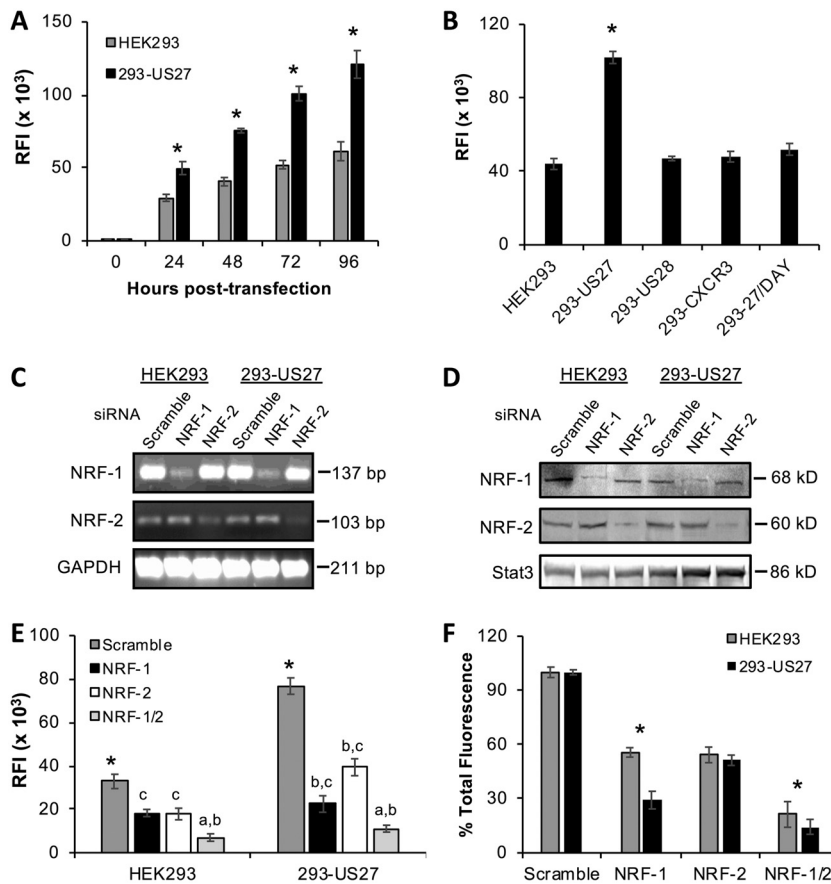 A
RFI (x 10³)
150
100
50
0
HEK293
293-US27
*
*
*
*
0 24 48 72 96
Hours post-transfection
B
RFI (x 10³)
120
80
40
0
*
HEK293
293-US27
293-US28
293-CXCR3
293-27/DAY
C
HEK293 293-US27
siRNA
Scramble NRF-1 NRF-2 Scramble NRF-1 NRF-2
NRF-1 137 bp
NRF-2 103 bp
GAPDH 211 bp
D
HEK293 293-US27
siRNA
Scramble NRF-1 NRF-2 Scramble NRF-1 NRF-2
NRF-1 68 kD
NRF-2 60 kD
Stat3 86 kD
E
RFI (x 10³)
100
80
60
40
20
0
Scramble
NRF-1
NRF-2
NRF-1/2
* c c a,b
* b,c b,c a,b
HEK293 293-US27
F
% Total Fluorescence
120
90
60
30
0
HEK293
293-US27
*
*
Scramble NRF-1 NRF-2 NRF-1/2